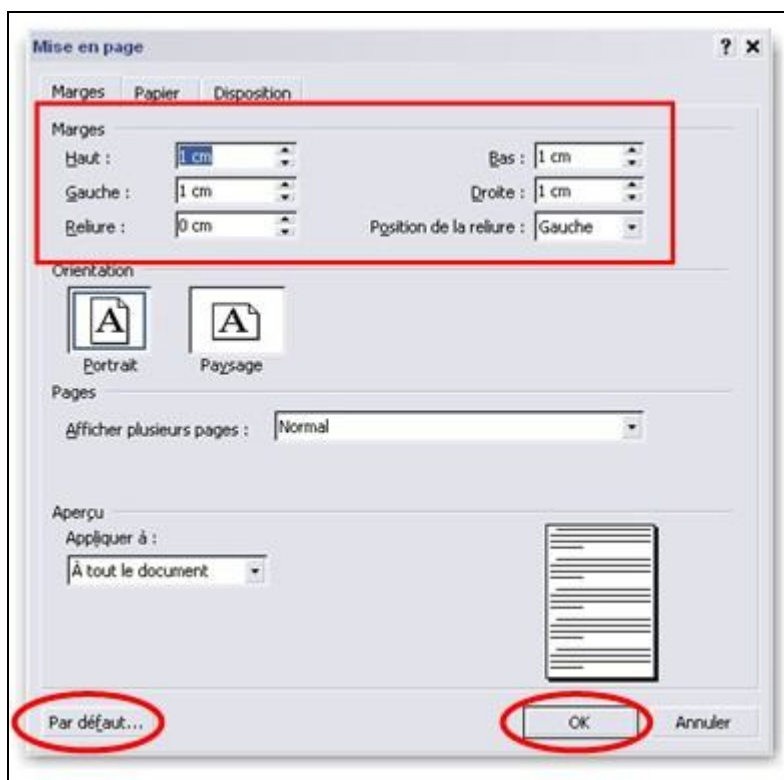 Mise en page
Marges Papier Disposition
Marges
Haut : 1 cm Bas : 1 cm
Gauche : 1 cm Droite : 1 cm
Reliure : 0 cm Position de la reliure : Gauche
Orientation
A A
Portrait Paysage
Pages
Afficher plusieurs pages : Normal
Aperçu
Appliquer à :
À tout le document
Par défaut... OK Annuler